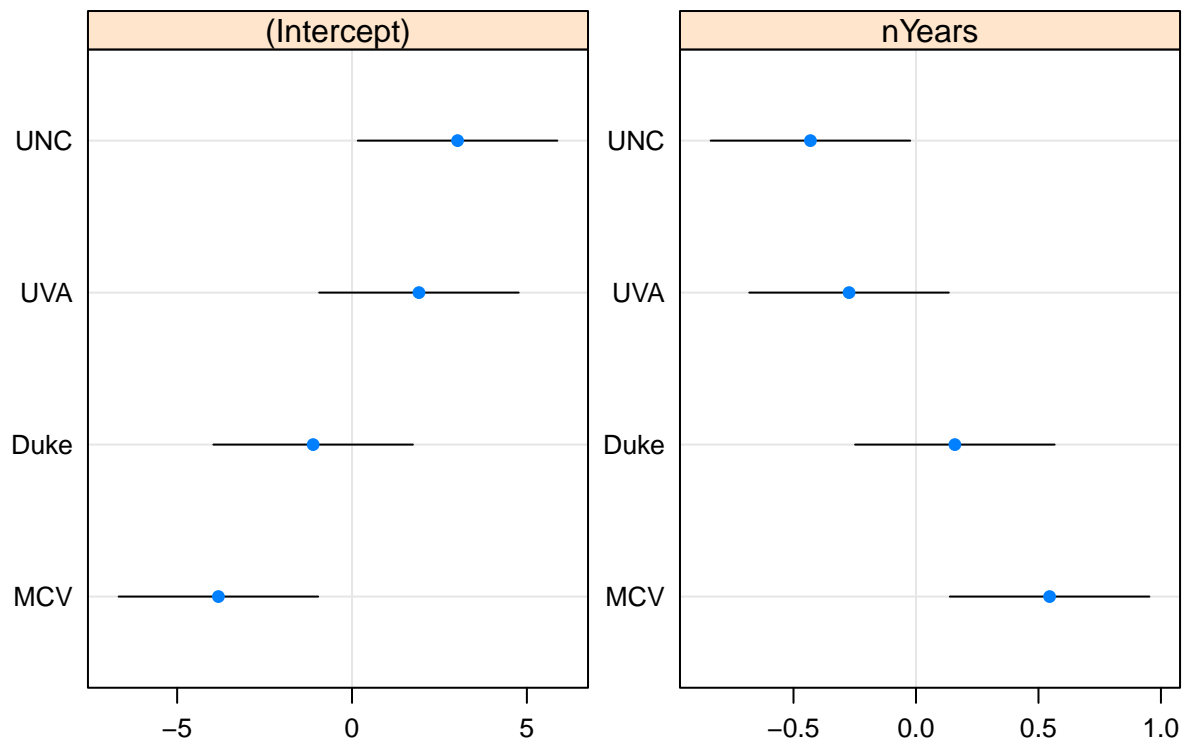 (Intercept)
UNC
UVA
Duke
MCV
−5 0 5
nYears
UNC
UVA
Duke
MCV
−0.5 0.0 0.5 1.0